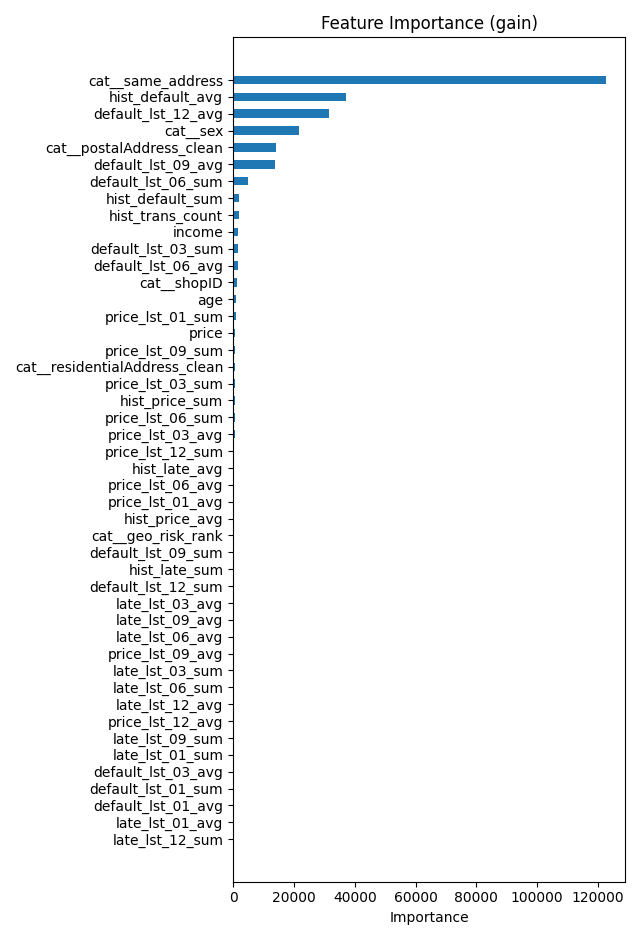 Feature Importance (gain)
cat__same_address
hist_default_avg
default_lst_12_avg
cat__sex
cat__postalAddress_clean
default_lst_09_avg
default_lst_06_sum
hist_default_sum
hist_trans_count
income
default_lst_03_sum
default_lst_06_avg
cat__shopID
age
price_lst_01_sum
price
price_lst_09_sum
cat__residentialAddress_clean
price_lst_03_sum
hist_price_sum
price_lst_06_sum
price_lst_03_avg
price_lst_12_sum
hist_late_avg
price_lst_06_avg
price_lst_01_avg
hist_price_avg
cat__geo_risk_rank
default_lst_09_sum
hist_late_sum
default_lst_12_sum
late_lst_03_avg
late_lst_09_avg
late_lst_06_avg
price_lst_09_avg
late_lst_03_sum
late_lst_06_sum
late_lst_12_avg
price_lst_12_avg
late_lst_09_sum
late_lst_01_sum
default_lst_03_avg
default_lst_01_sum
default_lst_01_avg
late_lst_01_avg
late_lst_12_sum
0 20000 40000 60000 80000 100000 120000
Importance